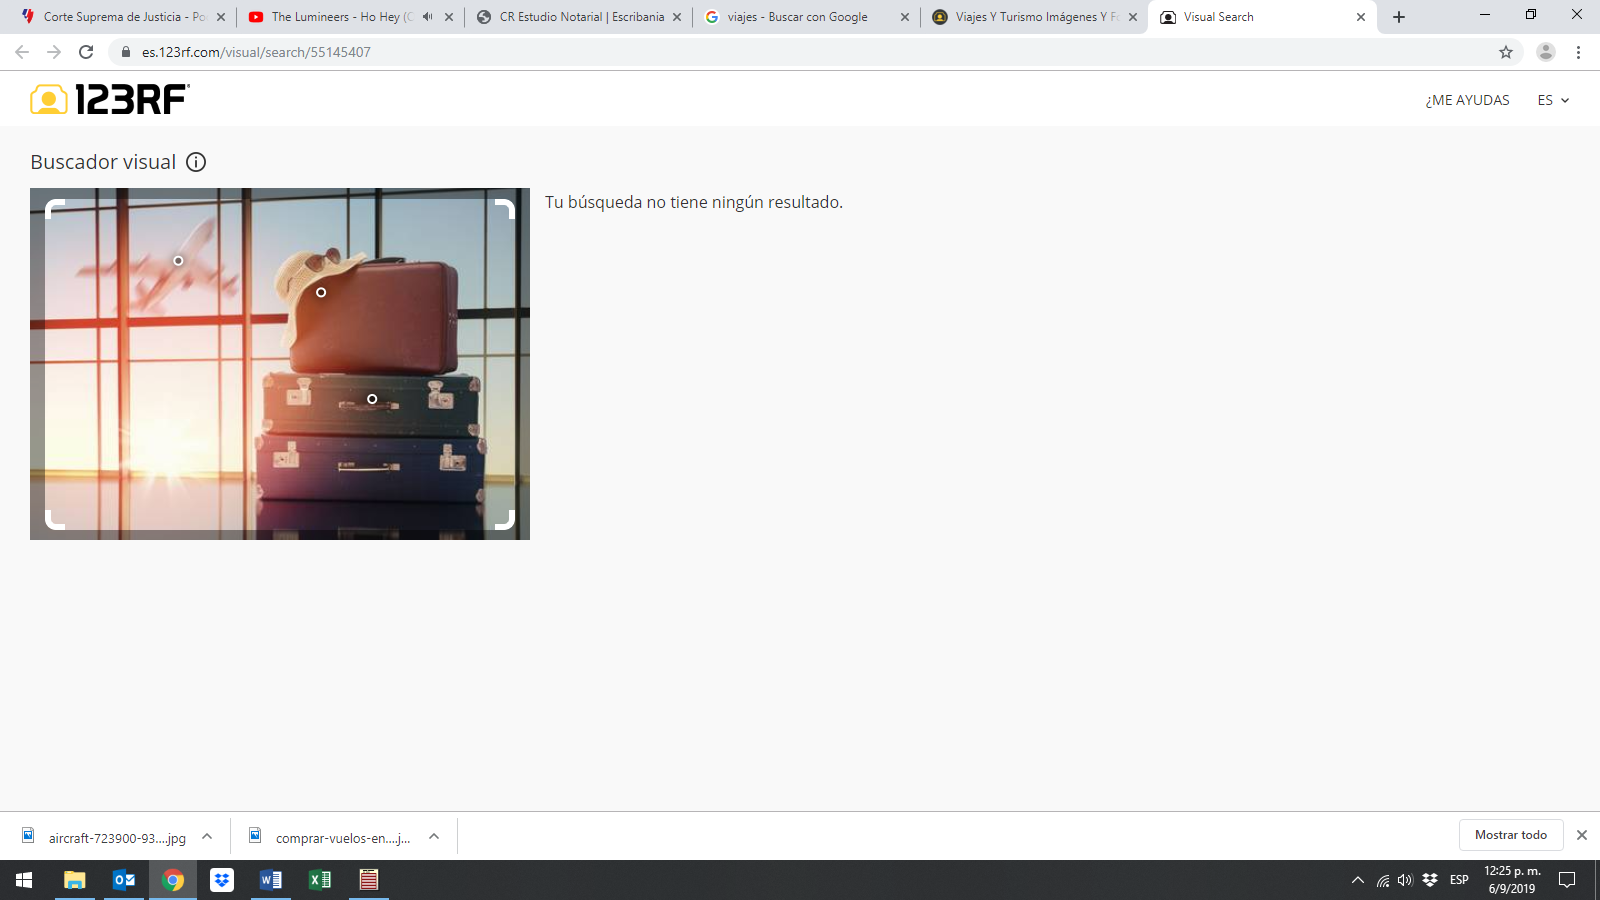 Corte Suprema de Justicia - Po
The Lumineers - Ho Hey (O
CR Estudio Notarial | Escribania
viajes - Buscar con Google
Viajes Y Turismo Imágenes Y Fo
Visual Search
es.123rf.com/visual/search/55145407
123RF
¿ME AYUDAS
ES
Buscador visual
Tu búsqueda no tiene ningún resultado.
aircraft-723900-93....jpg
comprar-vuelos-en....j...
Mostrar todo
ESP
12:25 p. m.
6/9/2019